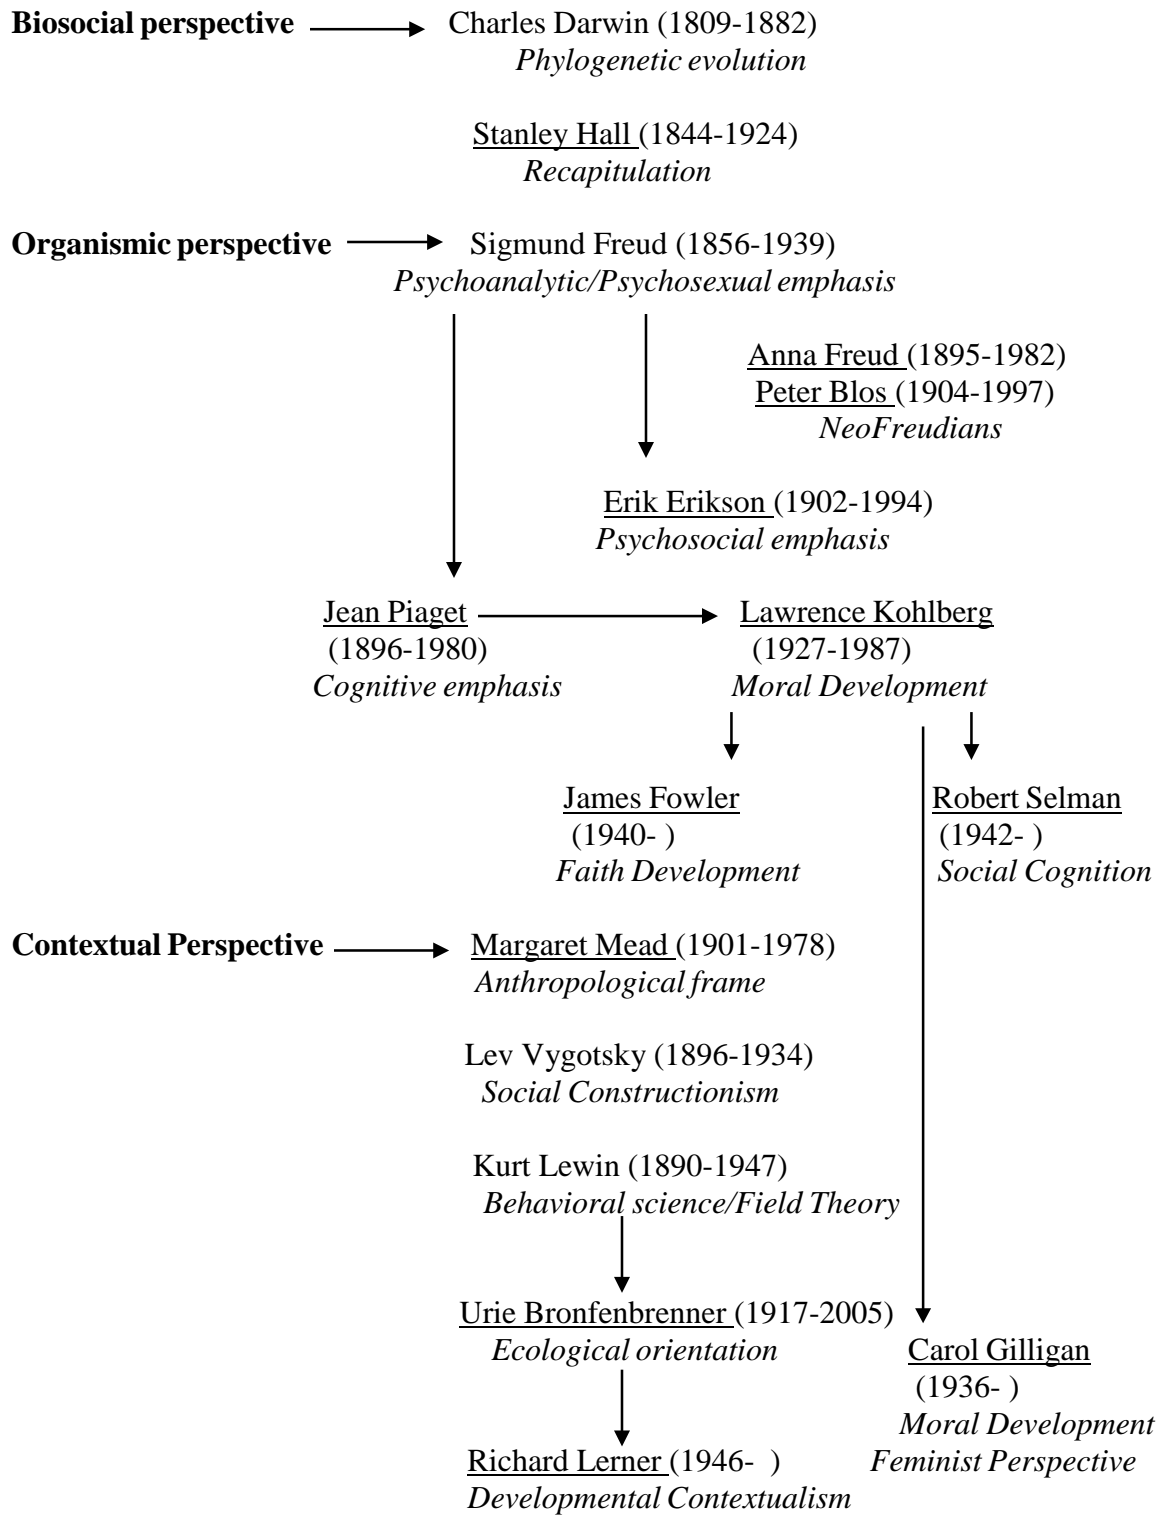 Biosocial perspective Charles Darwin (1809-1882)
Phylogenetic evolution
Stanley Hall (1844-1924)
Recapitulation
Organismic perspective Sigmund Freud (1856-1939)
Psychoanalytic/Psychosexual emphasis
Anna Freud (1895-1982)
Peter Blos (1904-1997)
NeoFreudians
Erik Erikson (1902-1994)
Psychosocial emphasis
Jean Piaget
(1896-1980)
Cognitive emphasis
Lawrence Kohlberg
(1927-1987)
Moral Development
James Fowler
(1940- )
Faith Development
Robert Selman
(1942- )
Social Cognition
Contextual Perspective Margaret Mead (1901-1978)
Anthropological frame
Lev Vygotsky (1896-1934)
Social Constructionism
Kurt Lewin (1890-1947)
Behavioral science/Field Theory
Urie Bronfenbrenner (1917-2005)
Ecological orientation
Carol Gilligan
(1936- )
Moral Development
Feminist Perspective
Richard Lerner (1946- )
Developmental Contextualism